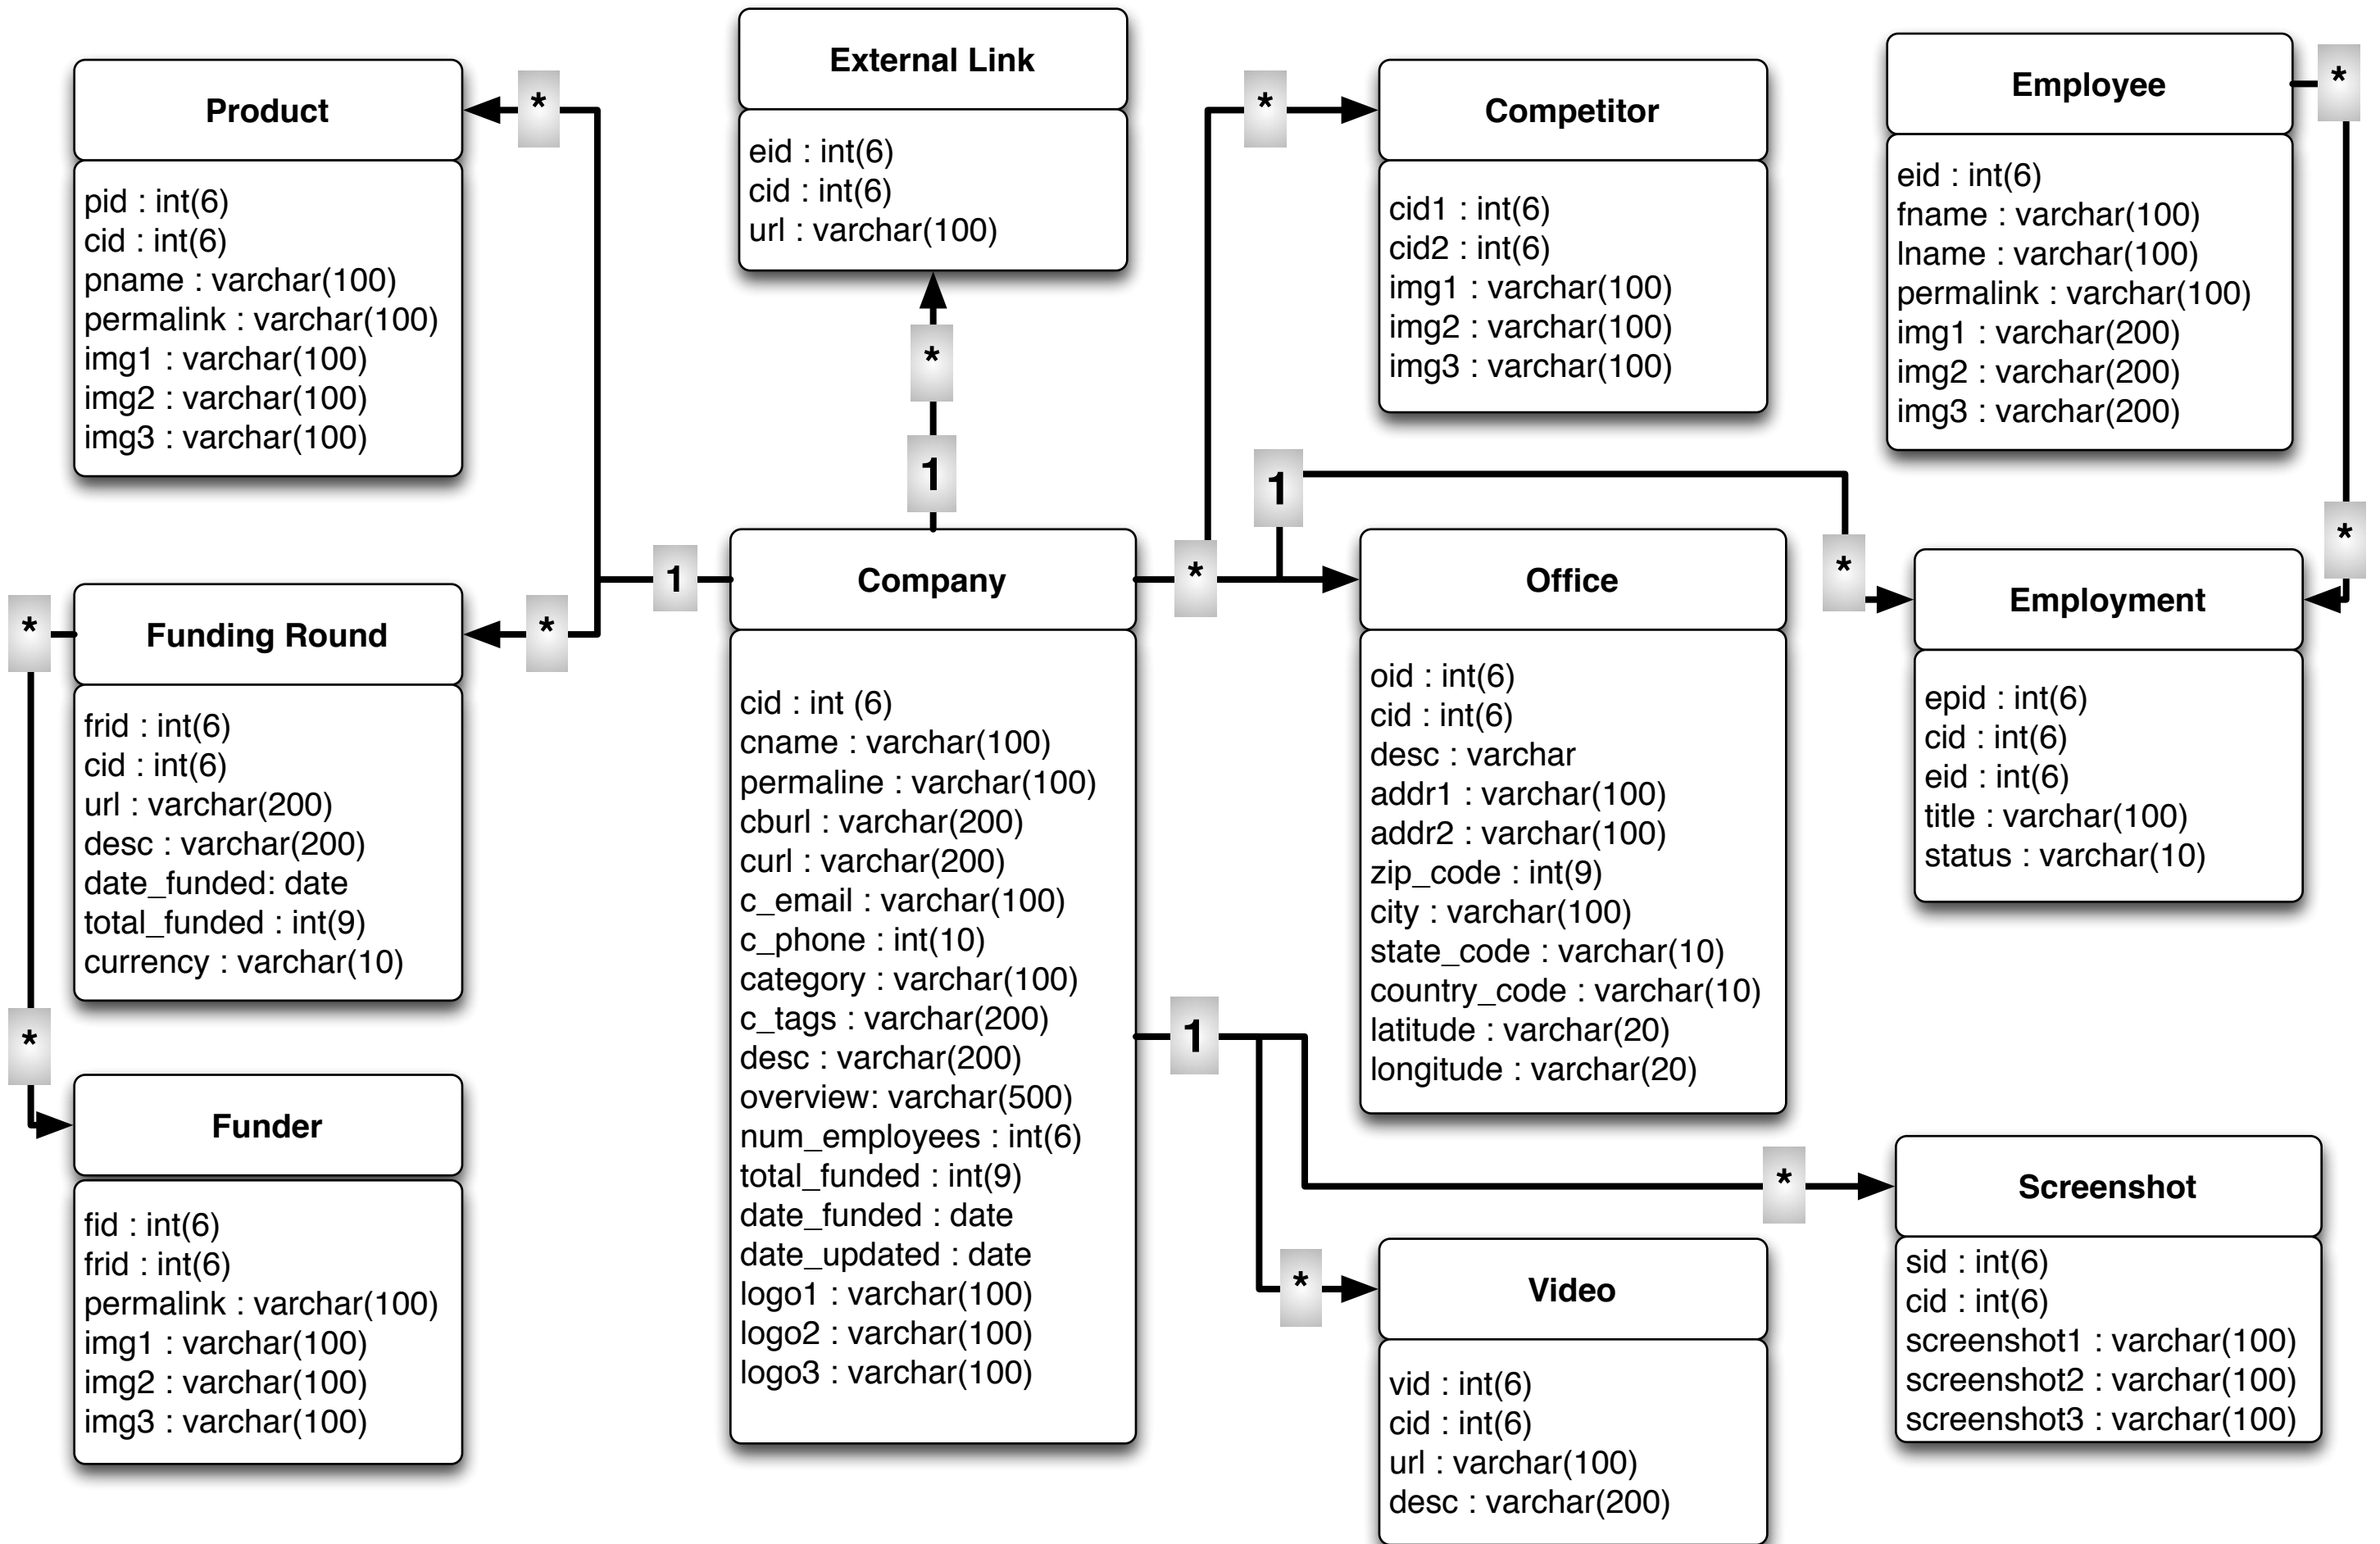 External Link
eid : int(6)
cid : int(6)
url : varchar(100)
Product
pid : int(6)
cid : int(6)
pname : varchar(100)
permalink : varchar(100)
img1 : varchar(100)
img2 : varchar(100)
img3 : varchar(100)
*
*
1
*
Competitor
cid1 : int(6)
cid2 : int(6)
img1 : varchar(100)
img2 : varchar(100)
img3 : varchar(100)
Employee
eid : int(6)
fname : varchar(100)
lname : varchar(100)
permalink : varchar(100)
img1 : varchar(200)
img2 : varchar(200)
img3 : varchar(200)
*
*
1
*
Funding Round
frid : int(6)
cid : int(6)
url : varchar(200)
desc : varchar(200)
date_funded: date
total_funded : int(9)
currency : varchar(10)
*
*
1
Company
cid : int (6)
cname : varchar(100)
permaline : varchar(100)
cburl : varchar(200)
curl : varchar(200)
c_email : varchar(100)
c_phone : int(10)
category : varchar(100)
c_tags : varchar(200)
desc : varchar(200)
overview: varchar(500)
num_employees : int(6)
total_funded : int(9)
date_funded : date
date_updated : date
logo1 : varchar(100)
logo2 : varchar(100)
logo3 : varchar(100)
*
Office
oid : int(6)
cid : int(6)
desc : varchar
addr1 : varchar(100)
addr2 : varchar(100)
zip_code : int(9)
city : varchar(100)
state_code : varchar(10)
country_code : varchar(10)
latitude : varchar(20)
longitude : varchar(20)
Employment
epid : int(6)
cid : int(6)
eid : int(6)
title : varchar(100)
status : varchar(10)
*
Funder
fid : int(6)
frid : int(6)
permalink : varchar(100)
img1 : varchar(100)
img2 : varchar(100)
img3 : varchar(100)
1
*
*
Video
vid : int(6)
cid : int(6)
url : varchar(100)
desc : varchar(200)
Screenshot
sid : int(6)
cid : int(6)
screenshot1 : varchar(100)
screenshot2 : varchar(100)
screenshot3 : varchar(100)